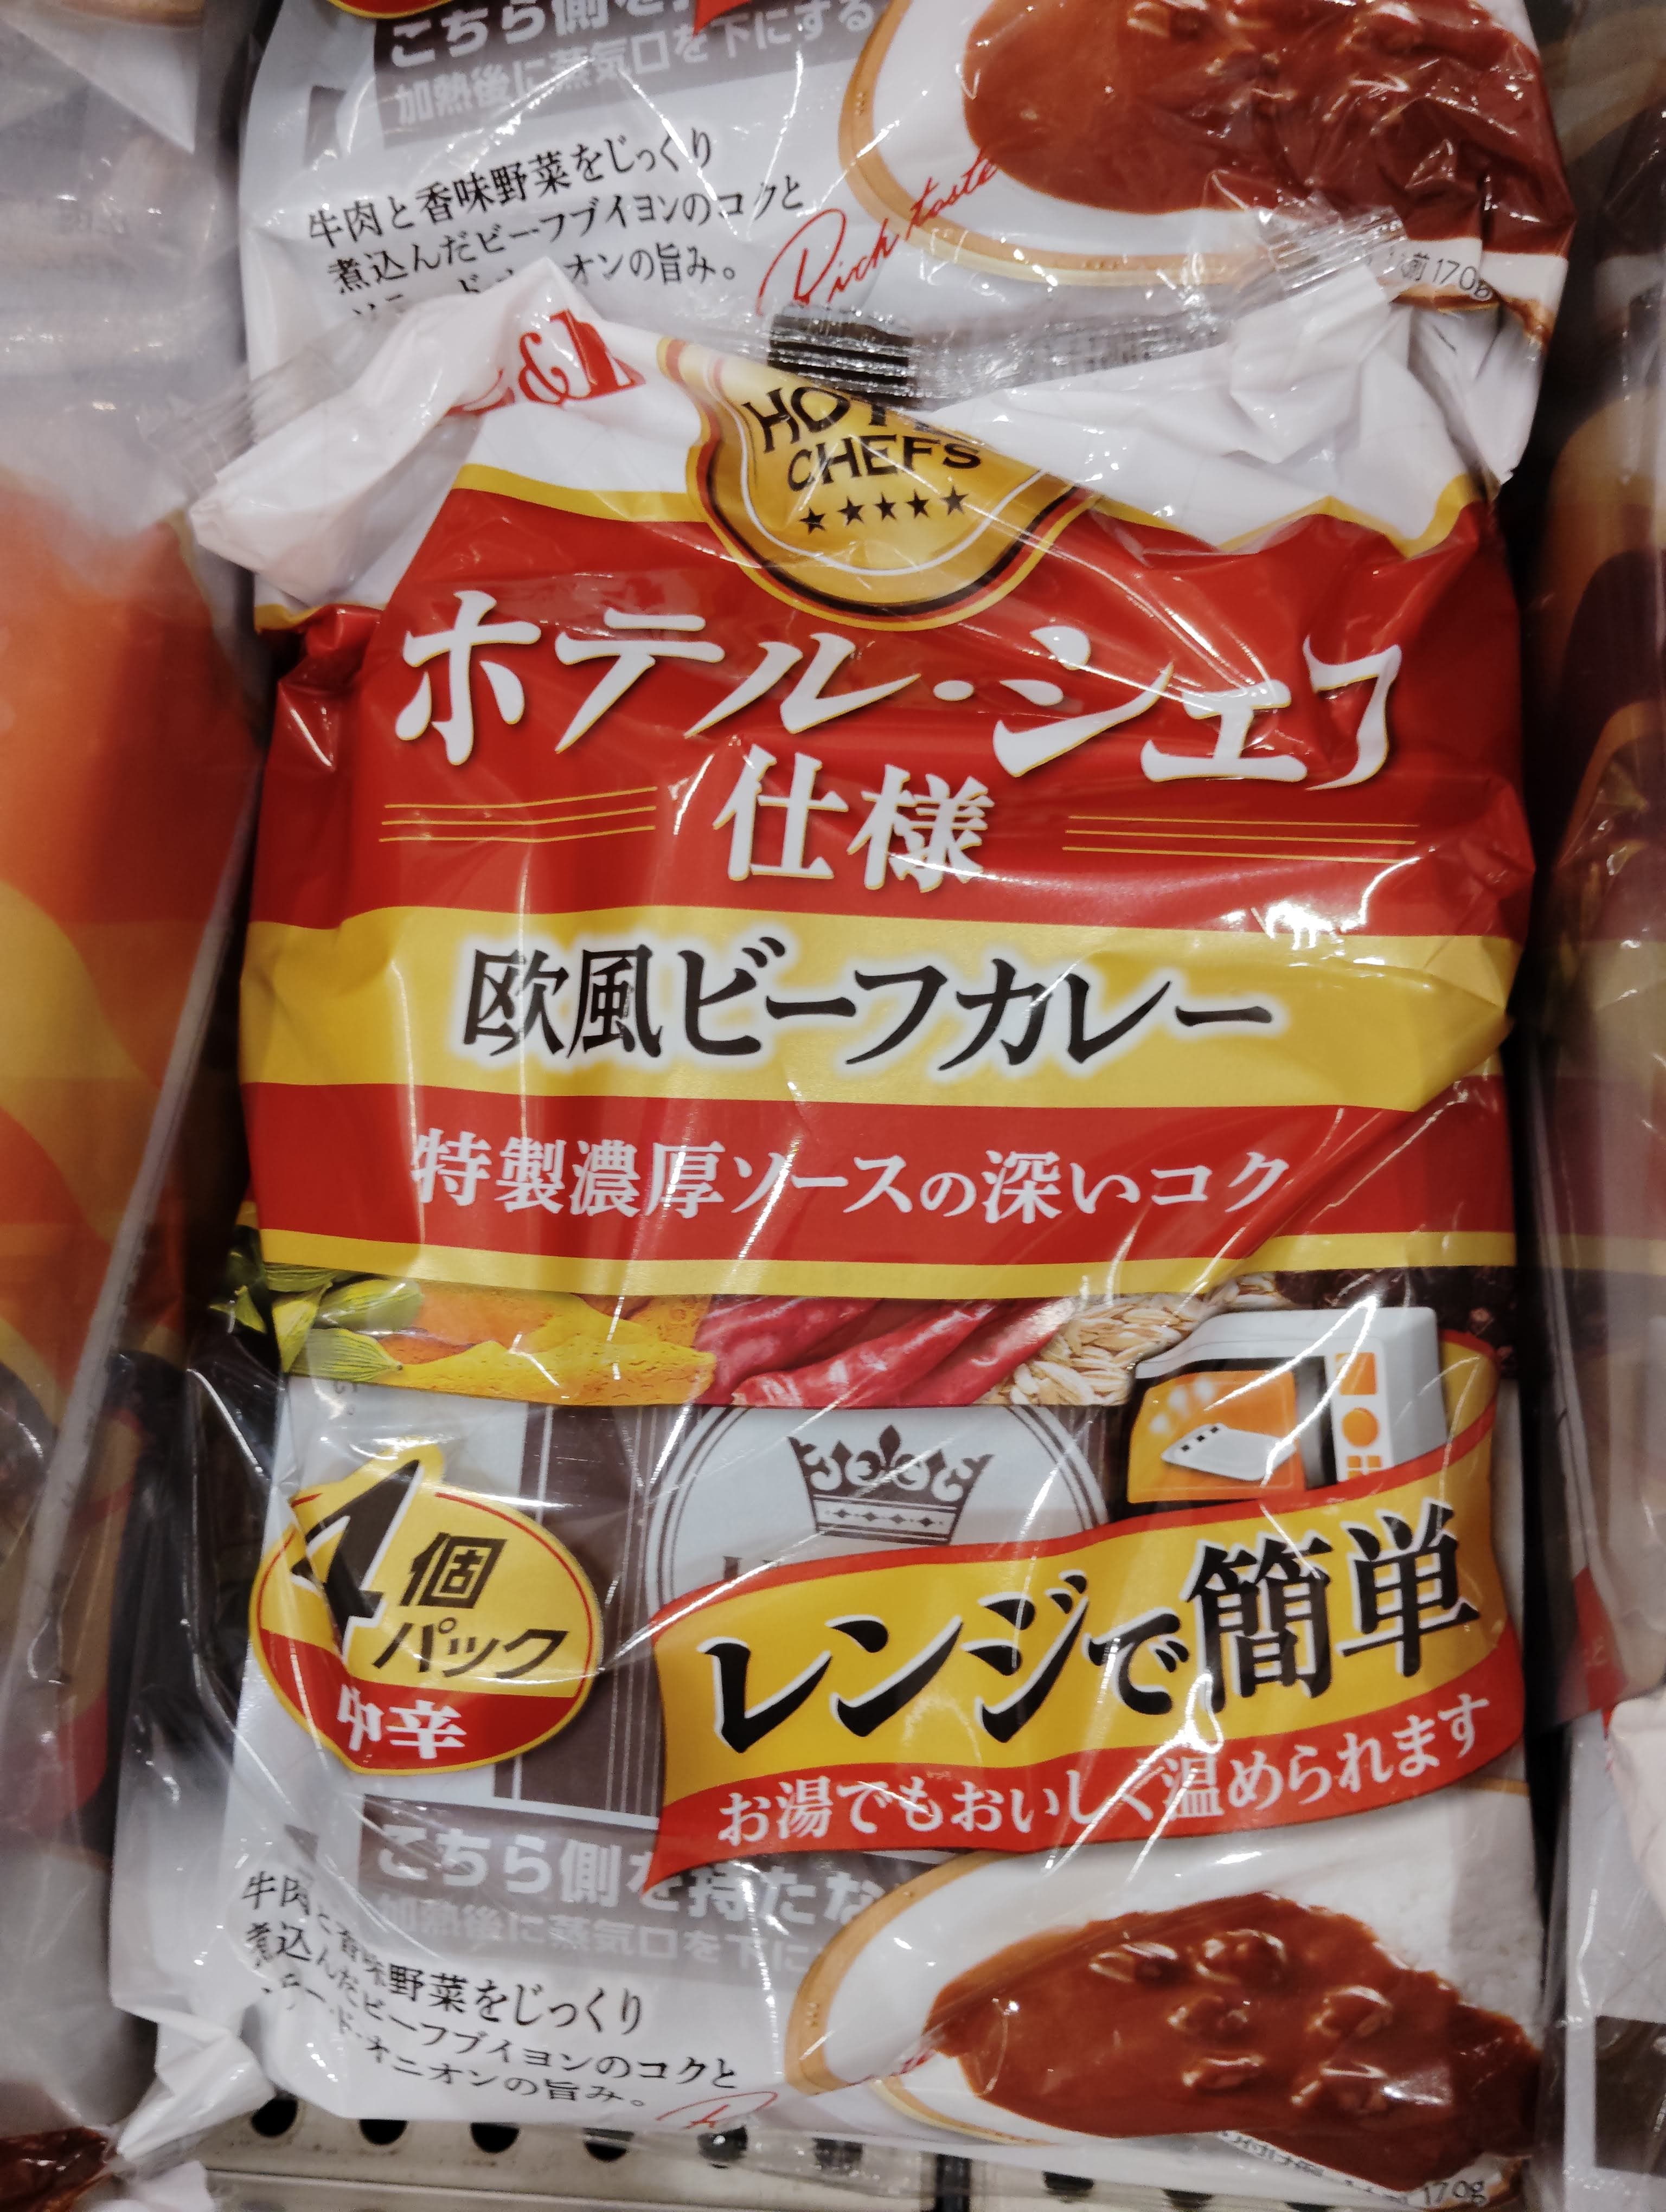 こちら側を
加熱後に蒸気口を下にする
牛肉と香味野菜をじっくり
煮込んだビーフブイヨンのコクと
オンの旨み。
Rich taste
170g
CHEFS
ホテル・シェフ
仕様
欧風ビーフカレー
特製濃厚ソースの深いコク
4個
パック
中辛
レンジで簡単
お湯でもおいしく温められます
こちら側を持たな
加熱後に蒸気口を下に
牛肉と香味野菜をじっくり
煮込んだビーフブイヨンのコクと
ド・オニオンの旨み。
170g